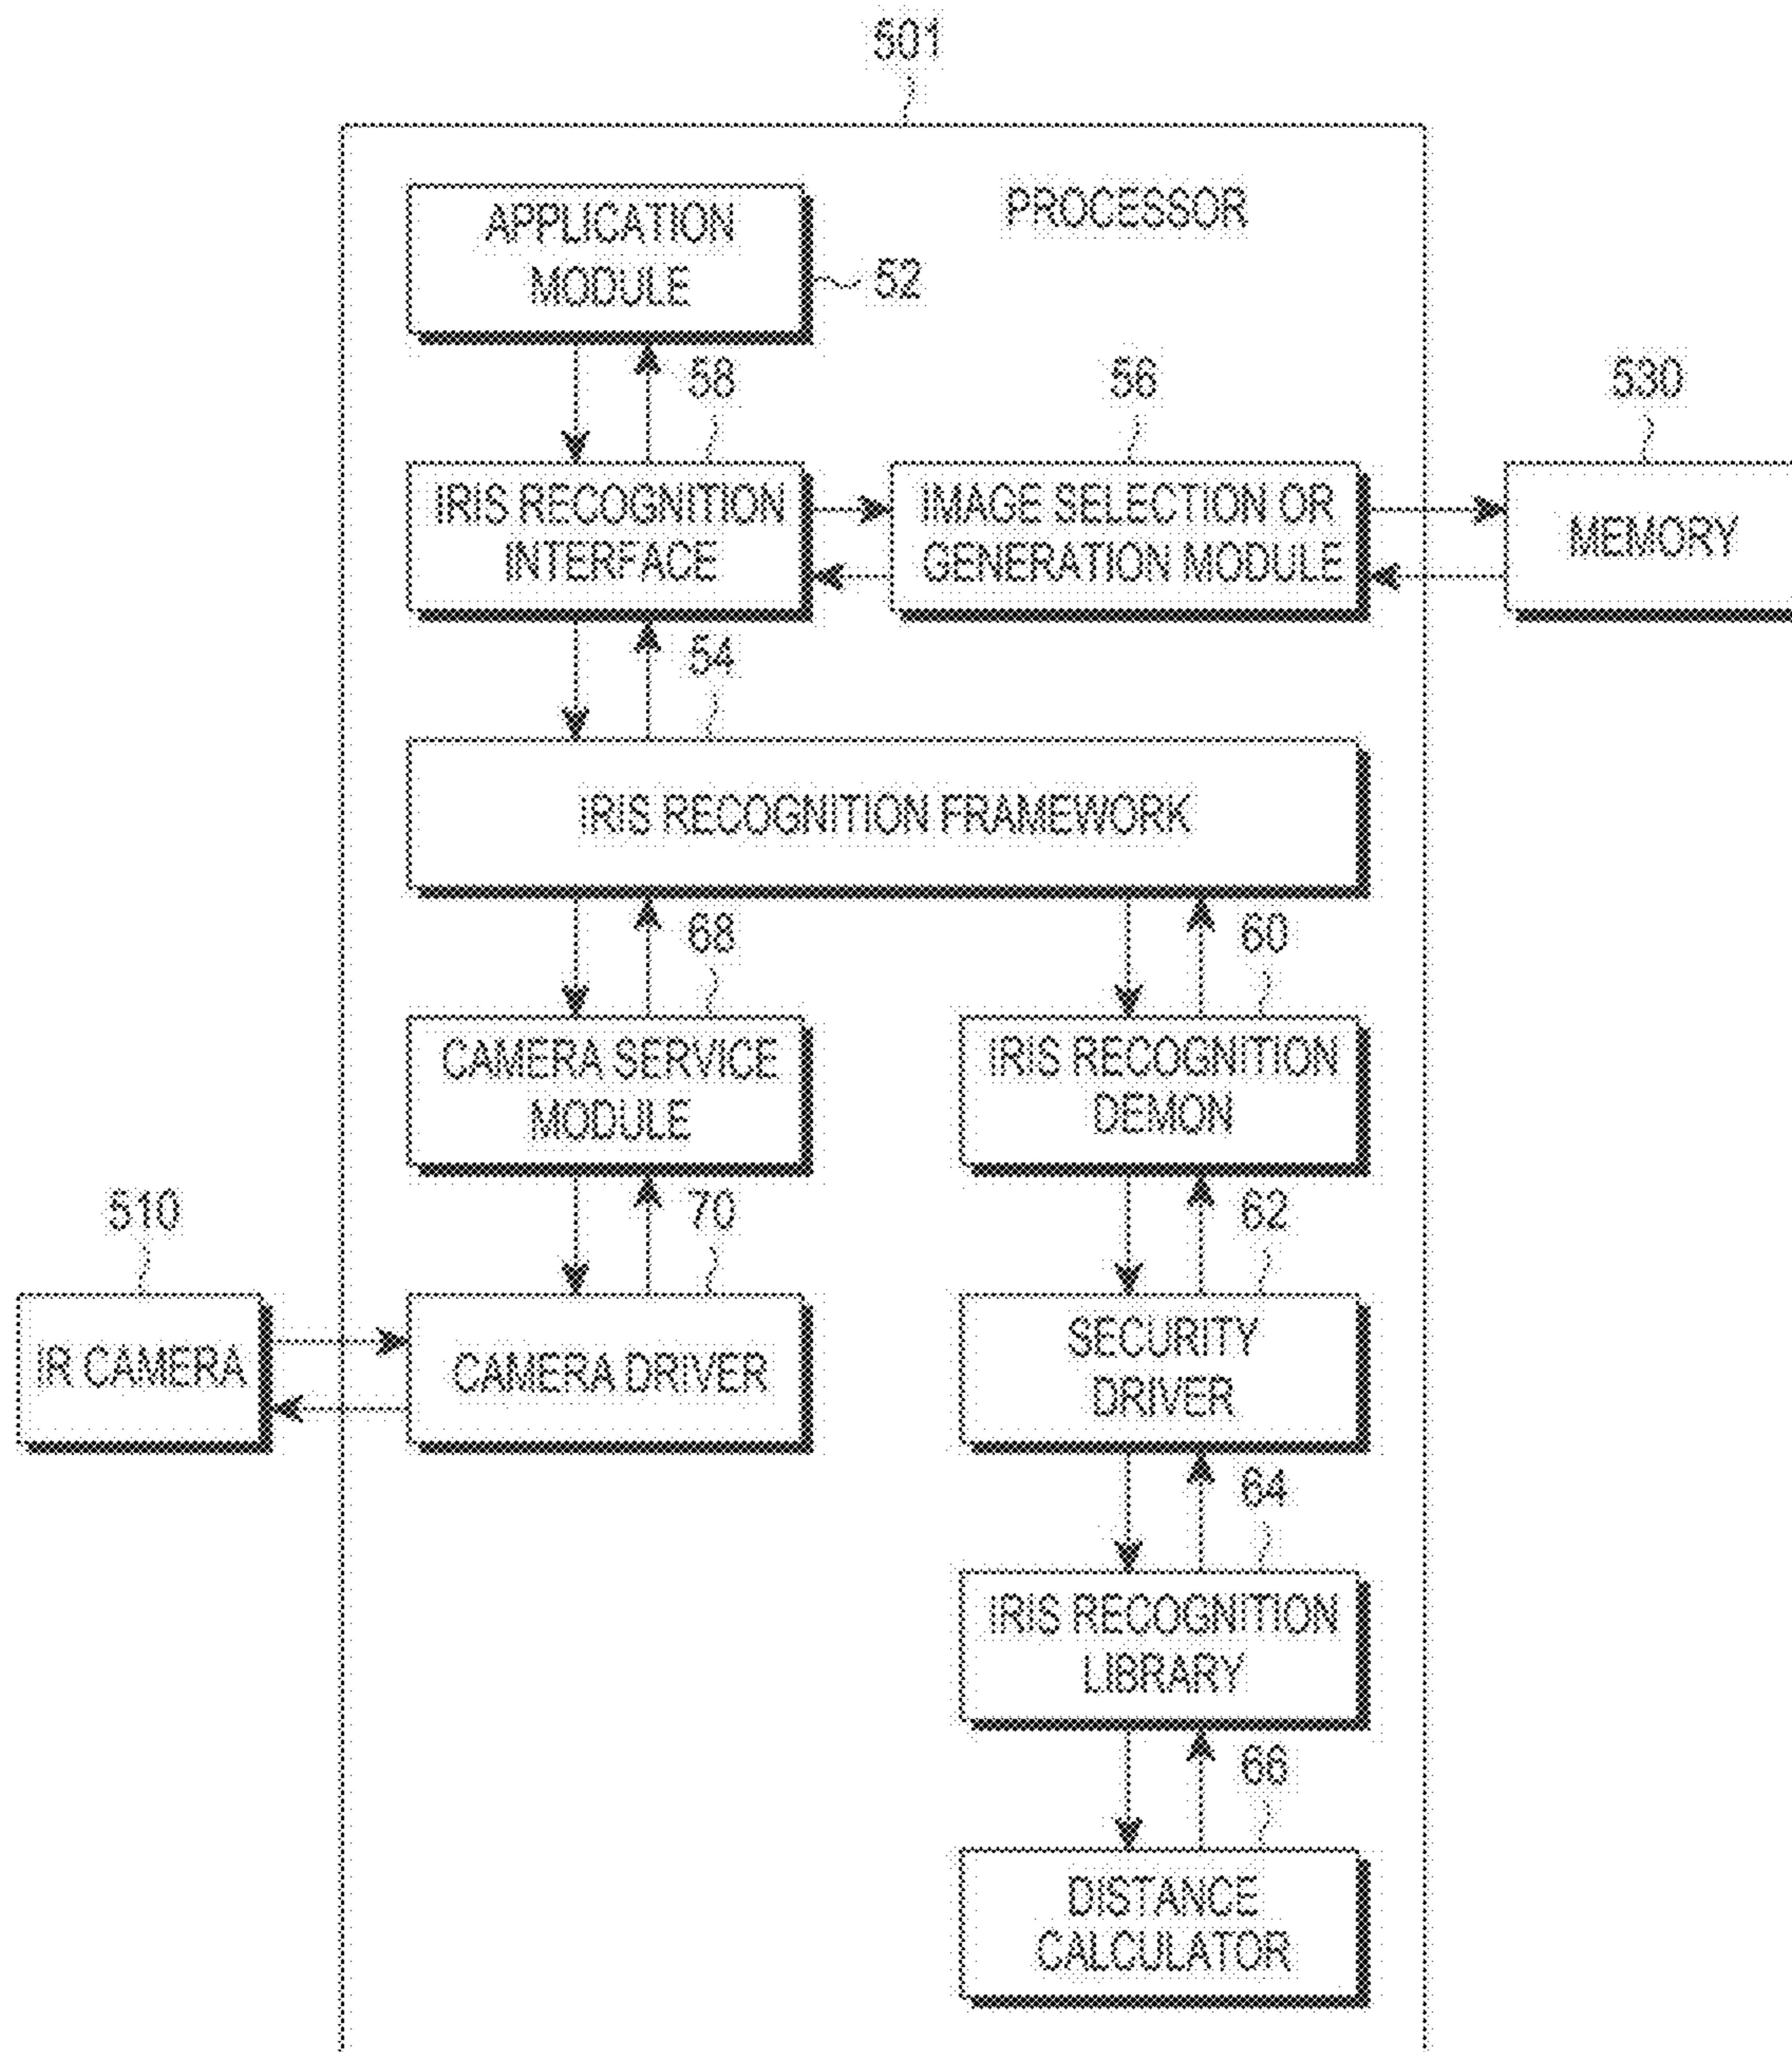 501
PROCESSOR
APPLICATION
MODULE
52
58
56
530
IRIS RECOGNITION
INTERFACE
IMAGE SELECTION OR
GENERATION MODULE
MEMORY
54
IRIS RECOGNITION FRAMEWORK
68
60
CAMERA SERVICE
MODULE
IRIS RECOGNITION
DEMON
510
70
62
IR CAMERA
CAMERA DRIVER
SECURITY
DRIVER
64
IRIS RECOGNITION
LIBRARY
66
DISTANCE
CALCULATOR